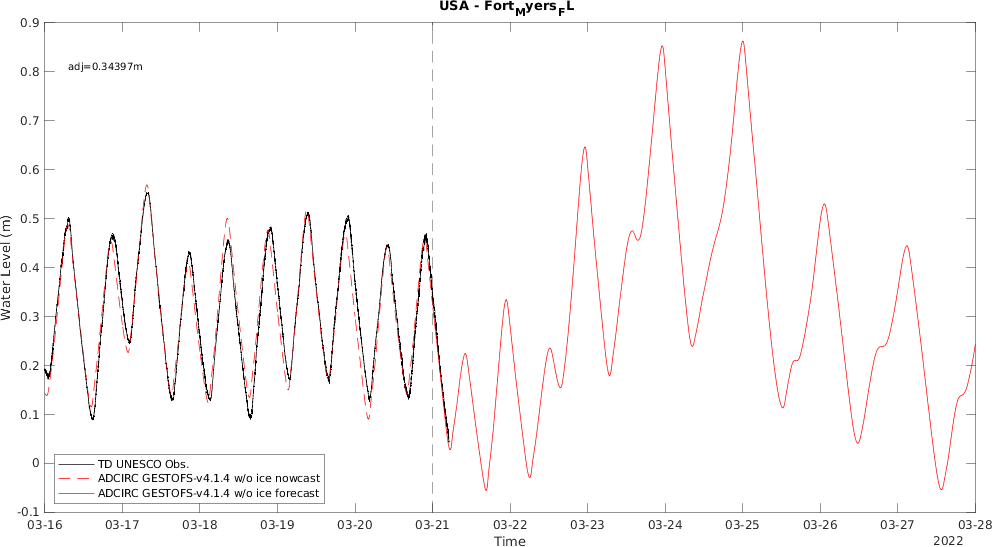 USA - Fort_Myers_FL
adj=0.34397m
Water Level (m)
0.9
0.8
0.7
0.6
0.5
0.4
0.3
0.2
0.1
0
-0.1
TD UNESCO Obs.
ADCIRC GESTOFS-v4.1.4 w/o ice nowcast
ADCIRC GESTOFS-v4.1.4 w/o ice forecast
03-16 03-17 03-18 03-19 03-20 03-21 03-22 03-23 03-24 03-25 03-26 03-27 03-28
Time
2022